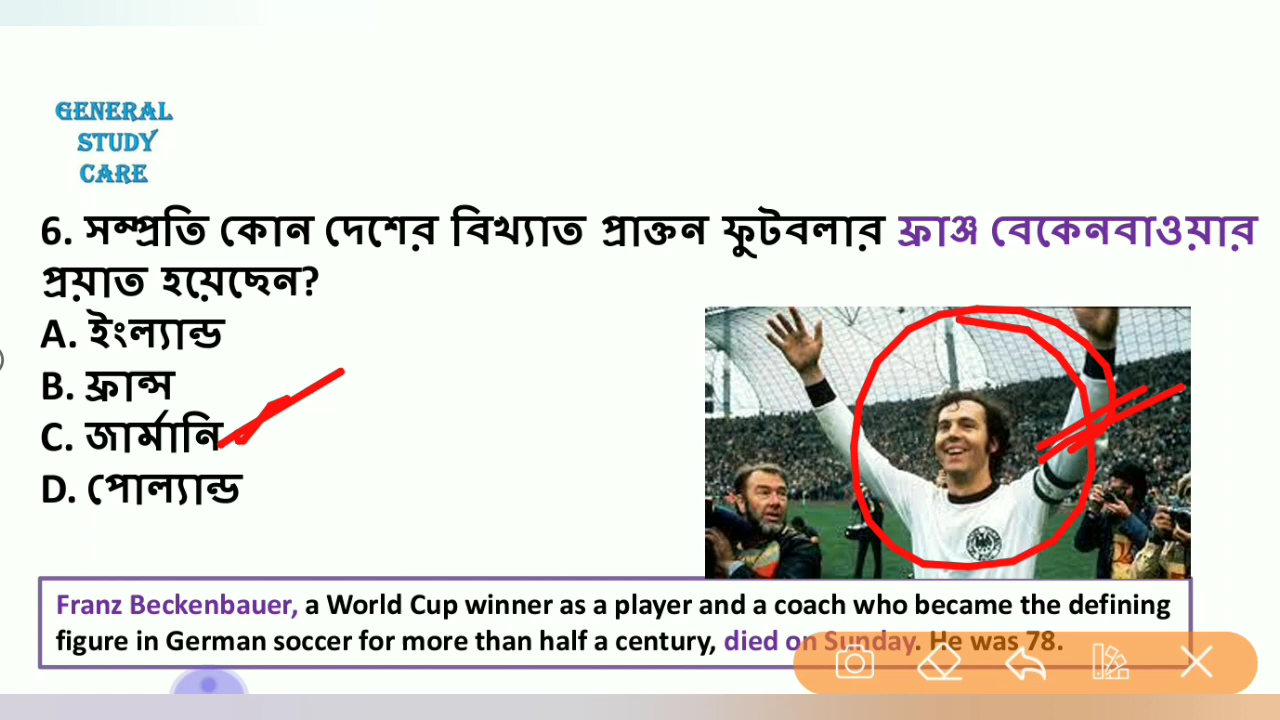 GENERAL
STUDY
CARE
6. সম্প্রতি কোন দেশের বিখ্যাত প্রাক্তন ফুটবলার ফ্রাঞ্জ বেকেনবাওয়ার
প্রয়াত হয়েছেন?
A. ইংল্যান্ড
B. ফ্রান্স
C. জার্মানি
D. পোল্যান্ড
Franz Beckenbauer, a World Cup winner as a player and a coach who became the defining
figure in German soccer for more than half a century, died on Sunday. He was 78.